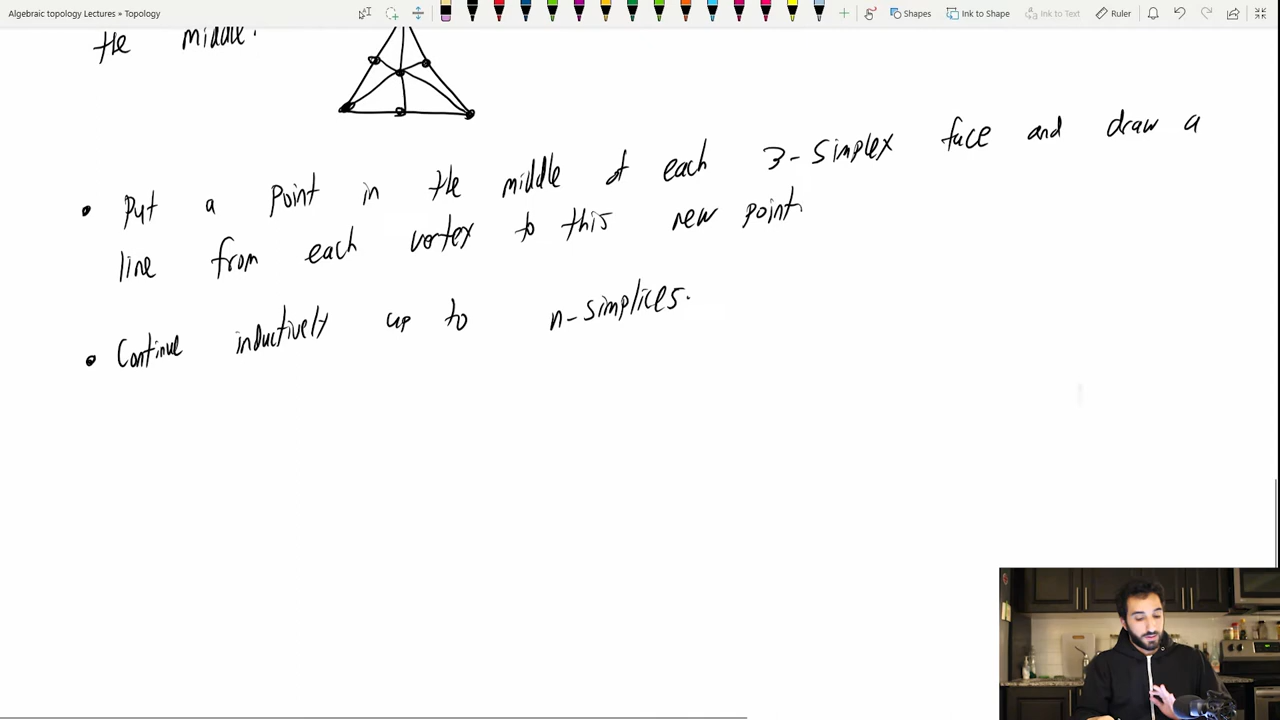 Algebraic topology Lectures » Topology
Shapes
Ink to Shape
Ink to Text
Ruler
the middle.
• Put a point in the middle of each 3-simplex face and draw a
line from each vertex to this new point.
• Continue inductively up to n-simplices.